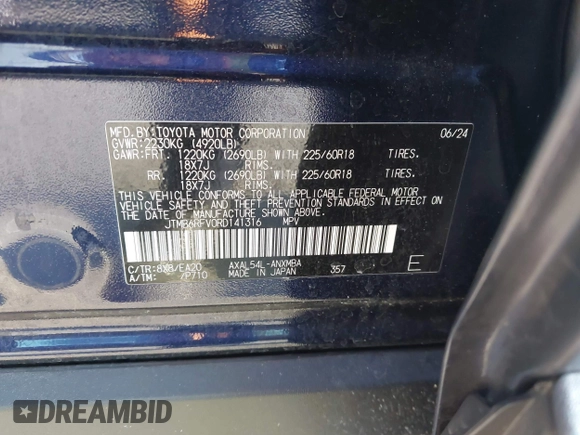 MFD.BY:TOYOTA MOTOR CORPORATION 06/24
GVWR:2230KG (4920LB)
GAWR:FRT. 1220KG (2690LB) WITH 225/60R18 TIRES.
18X7J RIMS.
RR. 1220KG (2690LB) WITH 225/60R18 TIRES.
18X7J RIMS.
THIS VEHICLE CONFORMS TO ALL APPLICABLE FEDERAL MOTOR
VEHICLE SAFETY AND THEFT PREVENTION STANDARDS IN EFFECT
ON THE DATE OF MANUFACTURE SHOWN ABOVE.
JTMB6RFV0RD141316 MPV
C/TR:8X8/EA20 AXAL54L-ANXMBA
A/TM: /P710 MADE IN JAPAN 357 E
DREAMBID